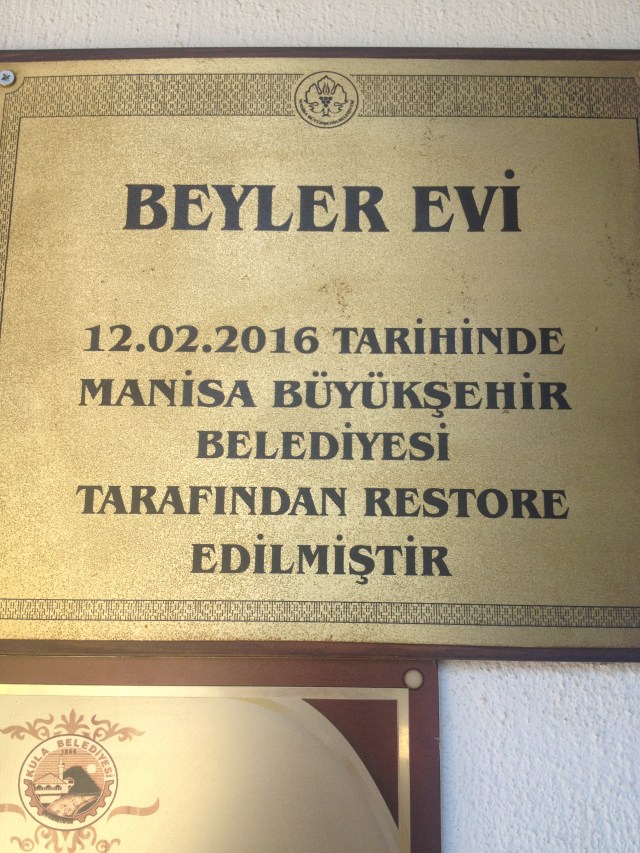 BEYLER EVİ
12.02.2016 TARİHİNDE
MANİSA BÜYÜKŞEHİR
BELEDİYESİ
TARAFINDAN RESTORE
EDİLMİŞTİR
KULA BELEDİYESİ